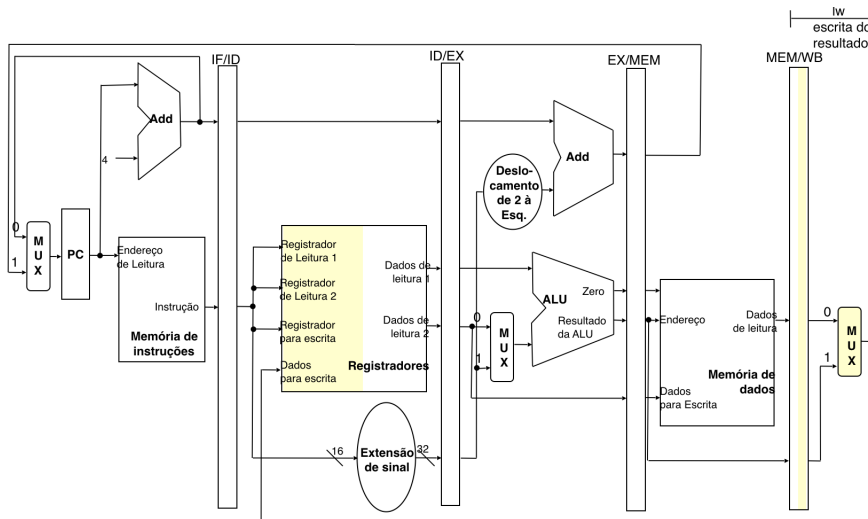 lw
escrita do
resultado
IF/ID
ID/EX
EX/MEM
MEM/WB
Add
4
Add
Deslo-
camento
de 2 à
Esq.
0
1
M
U
X
PC
Endereço
de Leitura
Instrução
Memória de
instruções
Registrador
de Leitura 1
Registrador
de Leitura 2
Registrador
para escrita
Dados
para escrita
Dados de
leitura 1
Dados de
leitura 2
Registradores
0
1
M
U
X
ALU
Zero
Resultado
da ALU
Endereço
Dados
de leitura
Memória de
dados
Dados
para Escrita
0
1
M
U
X
16
Extensão
de sinal
32